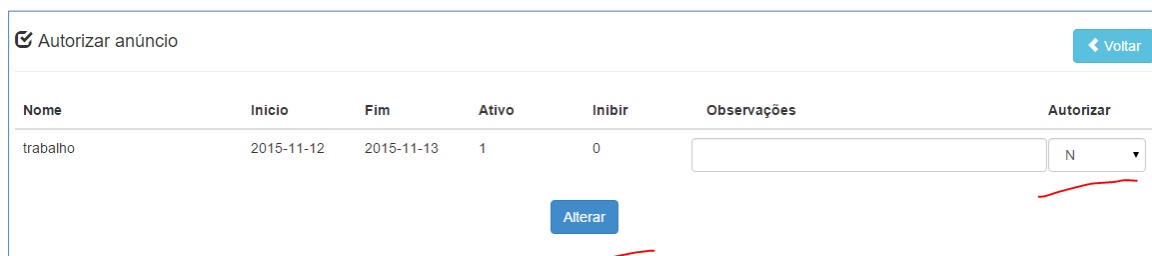 Autorizar anúncio
Voltar
Nome Inicio Fim Ativo Inibir Observações Autorizar
trabalho 2015-11-12 2015-11-13 1 0 N
Alterar